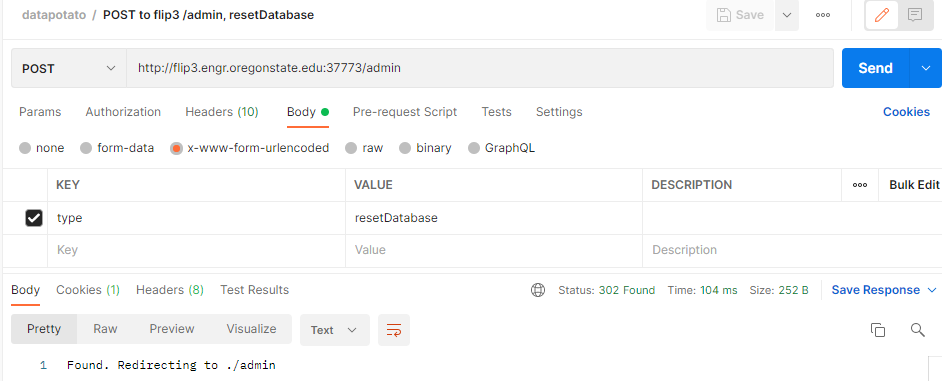 datapotato / POST to flip3 /admin, resetDatabase Save ooo
POST http://flip3.engr.oregonstate.edu:37773/admin Send
Params Authorization Headers (10) Body Pre-request Script Tests Settings Cookies
none form-data x-www-form-urlencoded raw binary GraphQL
KEY VALUE DESCRIPTION ooo Bulk Edit
type resetDatabase
Key Value Description
Body Cookies (1) Headers (8) Test Results Status: 302 Found Time: 104 ms Size: 252 B Save Response
Pretty Raw Preview Visualize Text
1 Found. Redirecting to ./admin